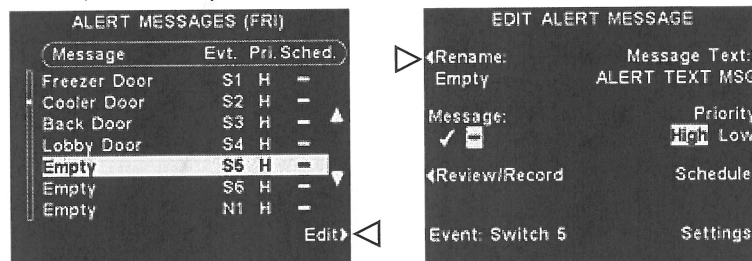 ALERT MESSAGES (FRI)
Message Evt. Pri. Sched.
Freezer Door S1 H -
Cooler Door S2 H -
Back Door S3 H -
Lobby Door S4 H -
Empty S5 H -
Empty S6 H -
Empty N1 H -
Edit
EDIT ALERT MESSAGE
Rename: Message Text:
Empty ALERT TEXT MSG
Message: Priority
✓ - High Low
Review/Record Schedule
Event: Switch 5 Settings